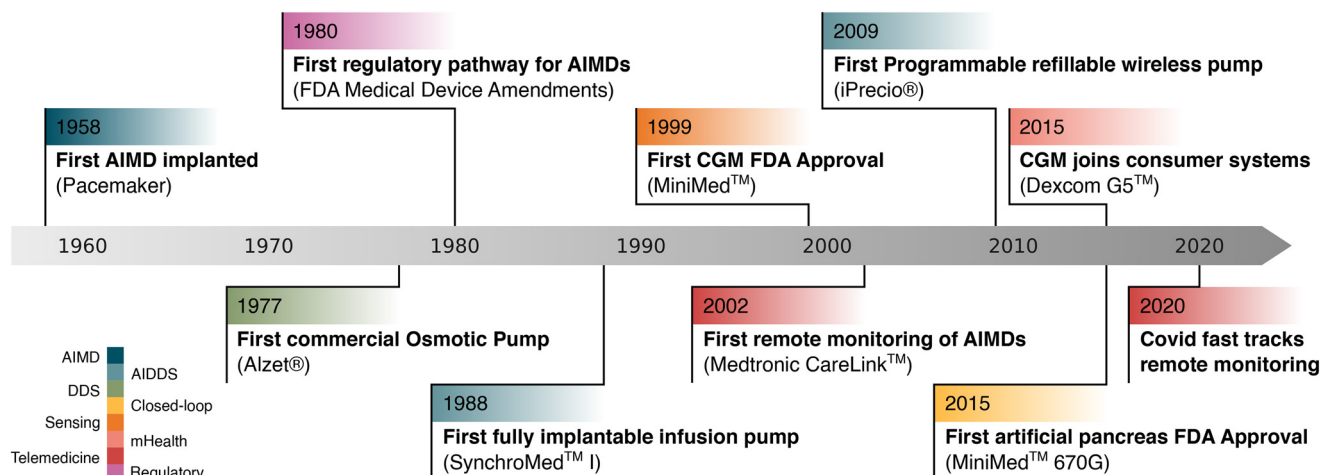 1980
First regulatory pathway for AIMDs
(FDA Medical Device Amendments)
2009
First Programmable refillable wireless pump
(iPrecio®)
1958
First AIMD implanted
(Pacemaker)
1999
First CGM FDA Approval
(MiniMed™)
2015
CGM joins consumer systems
(Dexcom G5™)
1960 1970 1980 1990 2000 2010 2020
1977
First commercial Osmotic Pump
(Alzet®)
2002
First remote monitoring of AIMDs
(Medtronic CareLink™)
2020
Covid fast tracks
remote monitoring
1988
First fully implantable infusion pump
(SynchroMed™ I)
2015
First artificial pancreas FDA Approval
(MiniMed™ 670G)
AIMD
AIDDS
DDS
Closed-loop
Sensing
mHealth
Telemedicine
Regulatory